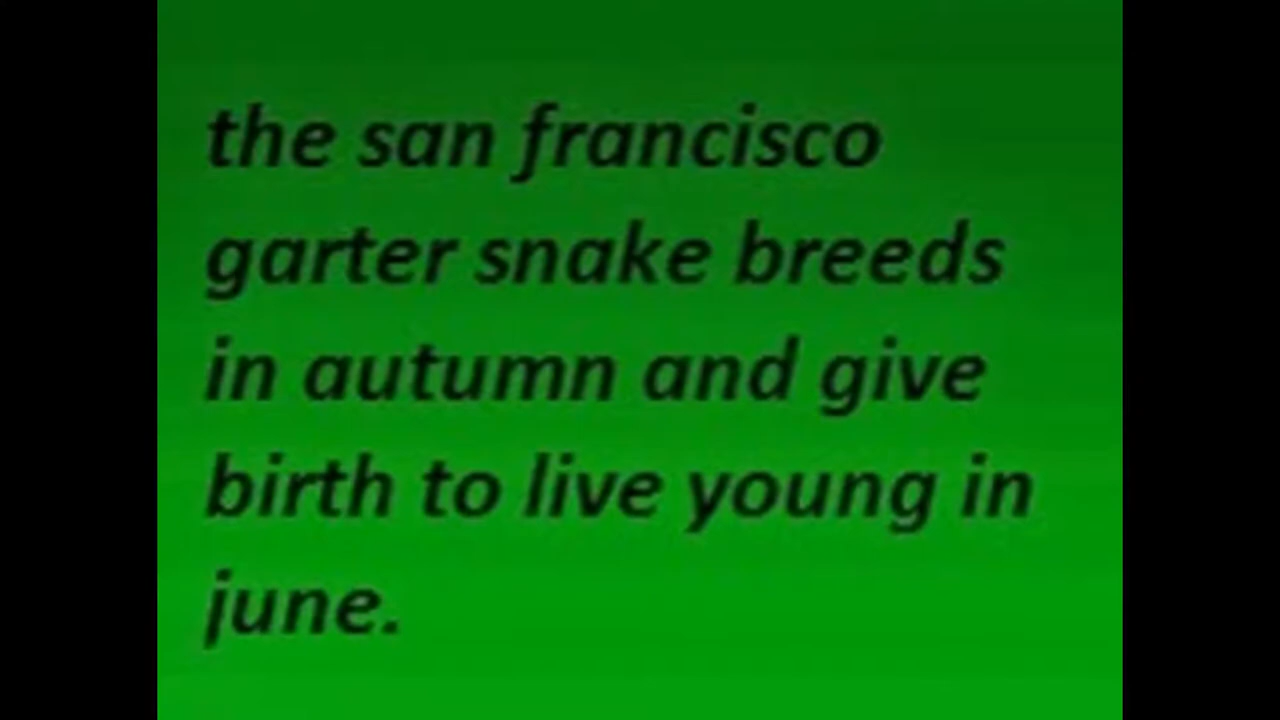 the san francisco
garter snake breeds
in autumn and give
birth to live young in
june.